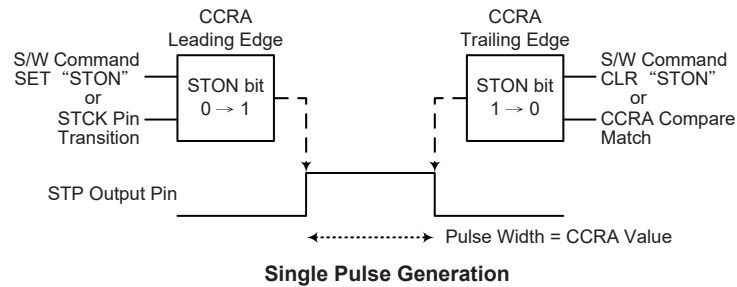 CCRA
Leading Edge
CCRA
Trailing Edge
S/W Command
SET “STON”
or
STCK Pin
Transition
STON bit
0 → 1
STON bit
1 → 0
S/W Command
CLR “STON”
or
CCRA Compare
Match
STP Output Pin
Pulse Width = CCRA Value
Single Pulse Generation